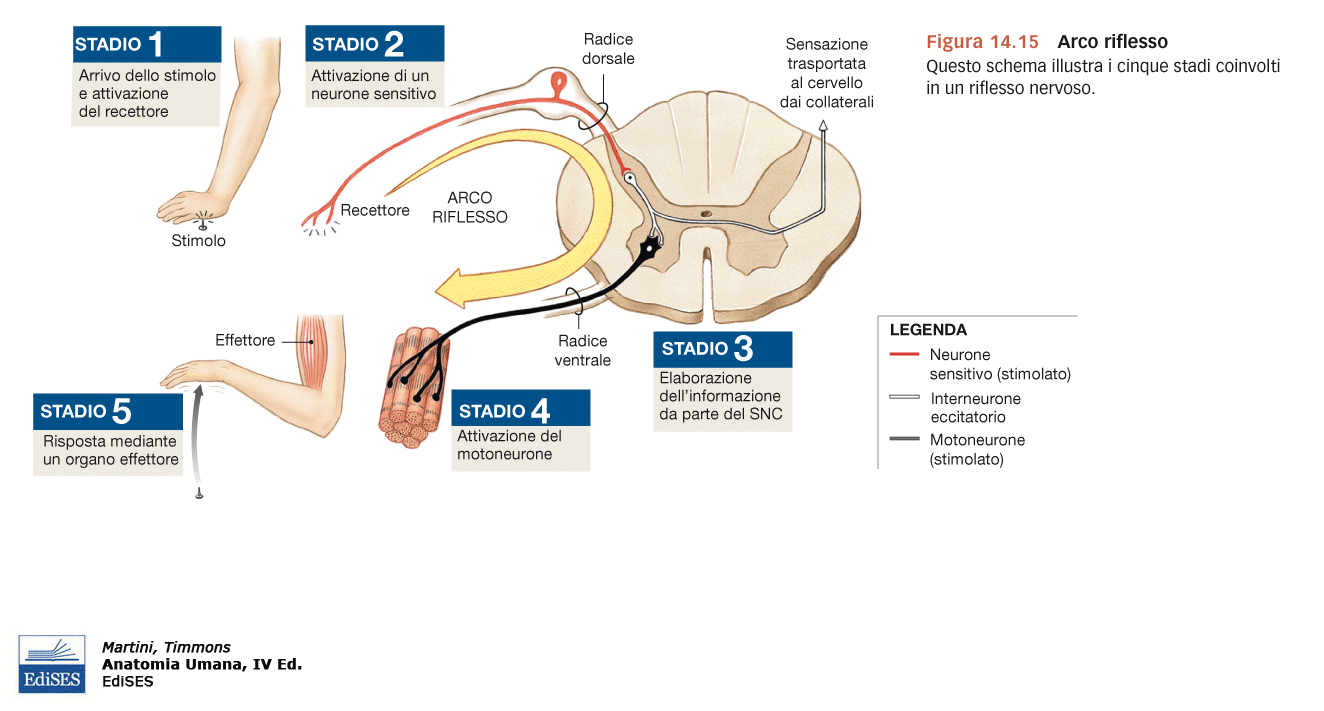 STADIO 1
Arrivo dello stimolo
e attivazione
del recettore
Stimolo
STADIO 2
Attivazione di un
neurone sensitivo
Radice
dorsale
Sensazione
trasportata
al cervello
dai collaterali
Figura 14.15 Arco riflesso
Questo schema illustra i cinque stadi coinvolti
in un riflesso nervoso.
Recettore
ARCO
RIFLESSO
Effettore
Radice
ventrale
STADIO 3
Elaborazione
dell'informazione
da parte del SNC
STADIO 4
Attivazione del
motoneurone
STADIO 5
Risposta mediante
un organo effettore
LEGENDA
Neurone
sensitivo (stimolato)
Interneurone
eccitatorio
Motoneurone
(stimolato)
EdiSES
Martini, Timmons
Anatomia Umana, IV Ed.
EdiSES